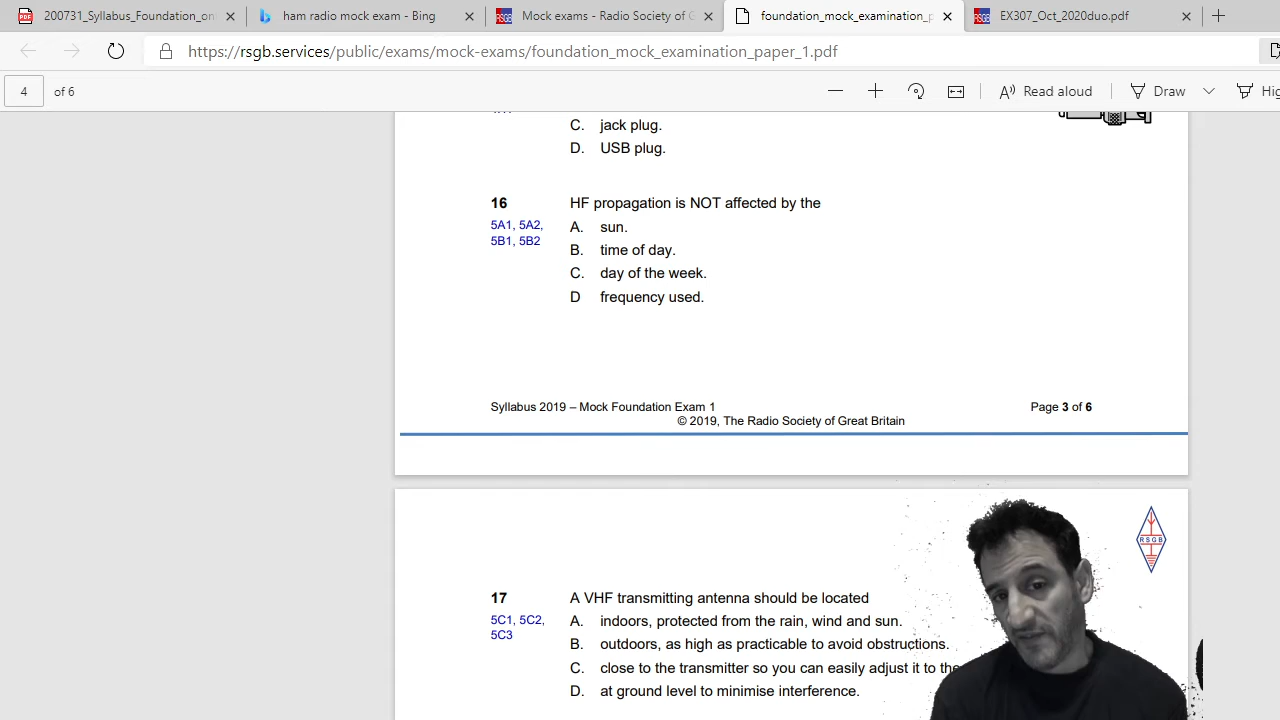 200731_Syllabus_Foundation_on
ham radio mock exam - Bing
Mock exams - Radio Society of G
foundation_mock_examination_p
EX307_Oct_2020duo.pdf
https://rsgb.services/public/exams/mock-exams/foundation_mock_examination_paper_1.pdf
4 of 6
Read aloud
Draw
C. jack plug.
D. USB plug.
16 HF propagation is NOT affected by the
5A1, 5A2, A. sun.
5B1, 5B2 B. time of day.
C. day of the week.
D frequency used.
Syllabus 2019 – Mock Foundation Exam 1 Page 3 of 6
© 2019, The Radio Society of Great Britain
RSGB
17 A VHF transmitting antenna should be located
5C1, 5C2, A. indoors, protected from the rain, wind and sun.
5C3 B. outdoors, as high as practicable to avoid obstructions.
C. close to the transmitter so you can easily adjust it to the
D. at ground level to minimise interference.